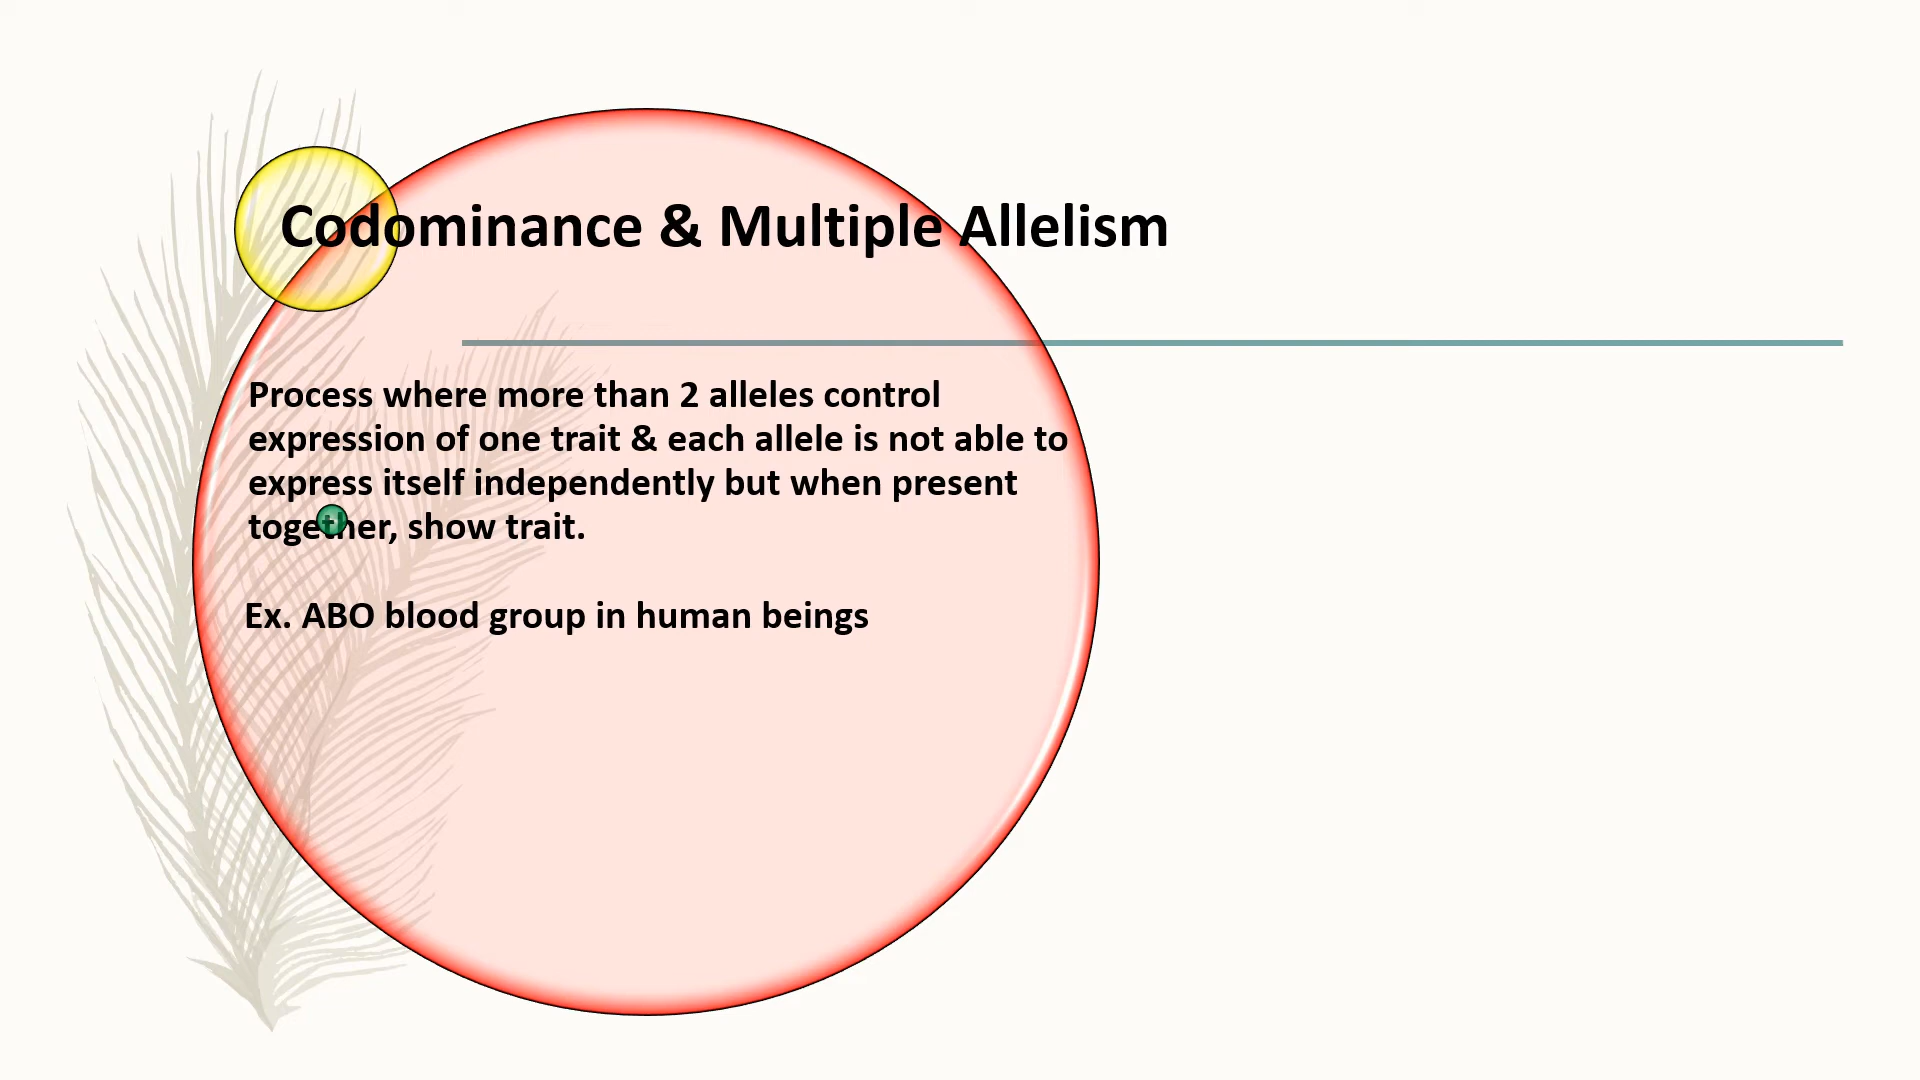 Codominance & Multiple Allelism
Process where more than 2 alleles control
expression of one trait & each allele is not able to
express itself independently but when present
together, show trait.
Ex. ABO blood group in human beings